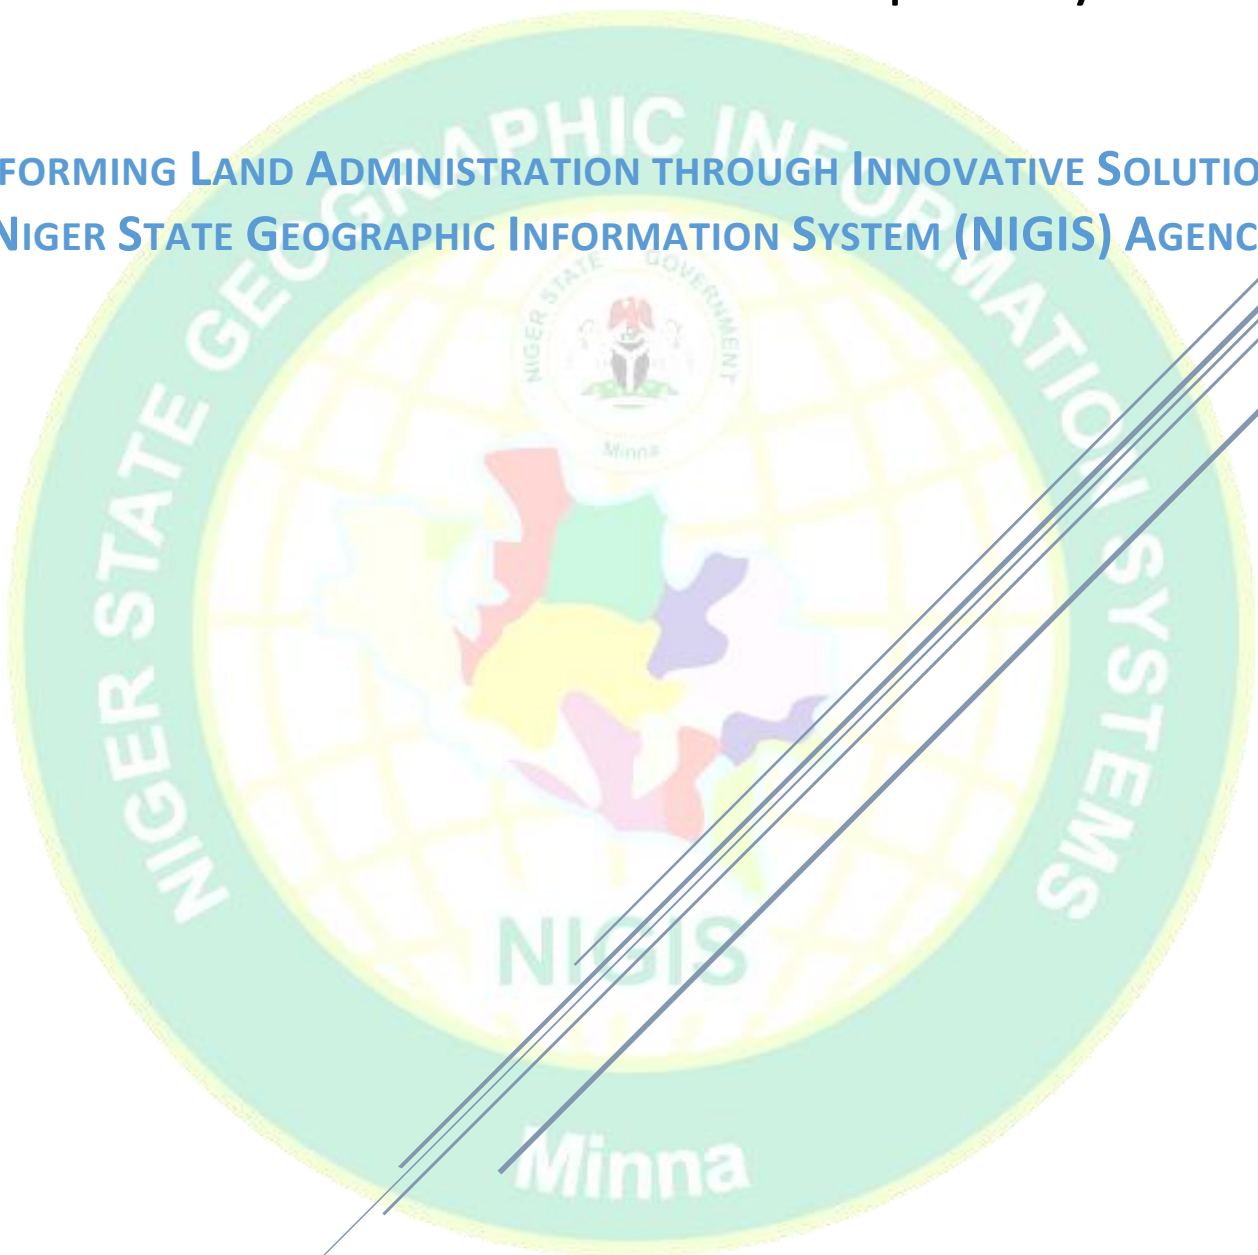 FORMING LAND ADMINISTRATION THROUGH INNOVATIVE SOLUTIO
NIGER STATE GEOGRAPHIC INFORMATION SYSTEM (NIGIS) AGENC
NIGER STATE GEOGRAPHIC INFORMATION SYSTEMS
NIGER STATE GOVERNMENT
Minna
NIGIS
Minna